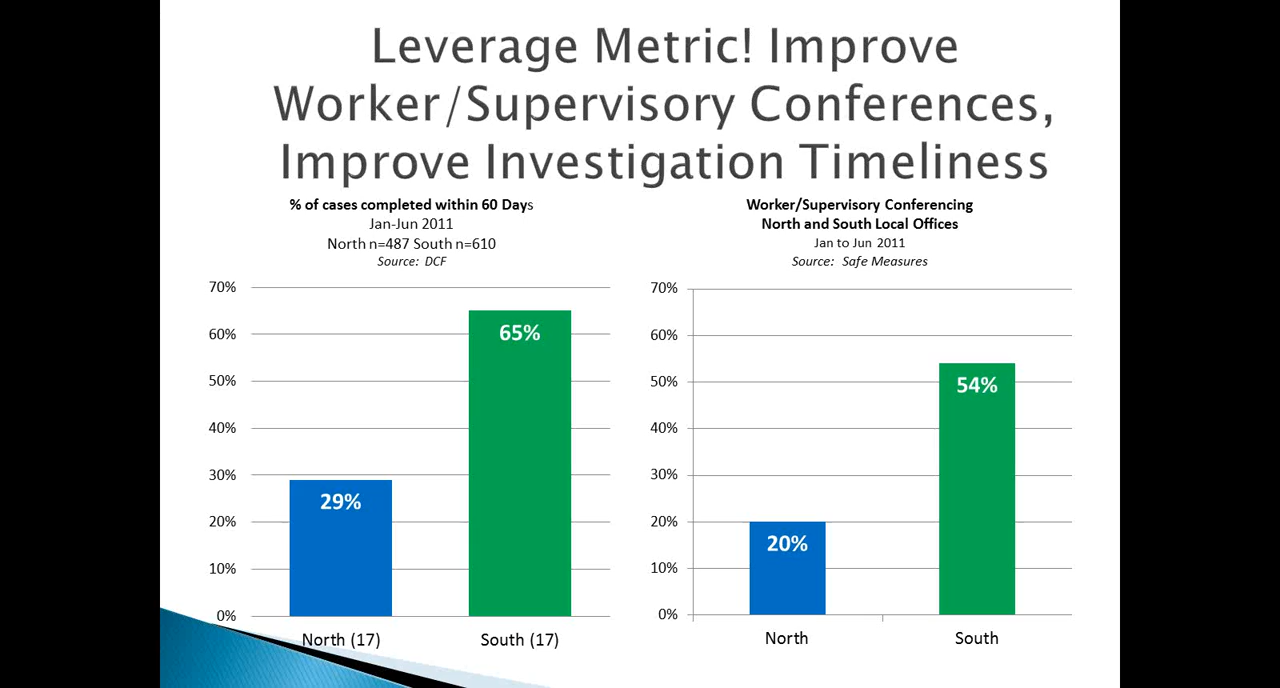 Leverage Metric! Improve
Worker/Supervisory Conferences,
Improve Investigation Timeliness
% of cases completed within 60 Days
Jan-Jun 2011
North n=487 South n=610
Source: DCF
70%
60%
50%
40%
30%
20%
10%
0%
29%
65%
North (17)
South (17)
Worker/Supervisory Conferencing
North and South Local Offices
Jan to Jun 2011
Source: Safe Measures
70%
60%
50%
40%
30%
20%
10%
0%
20%
54%
North
South